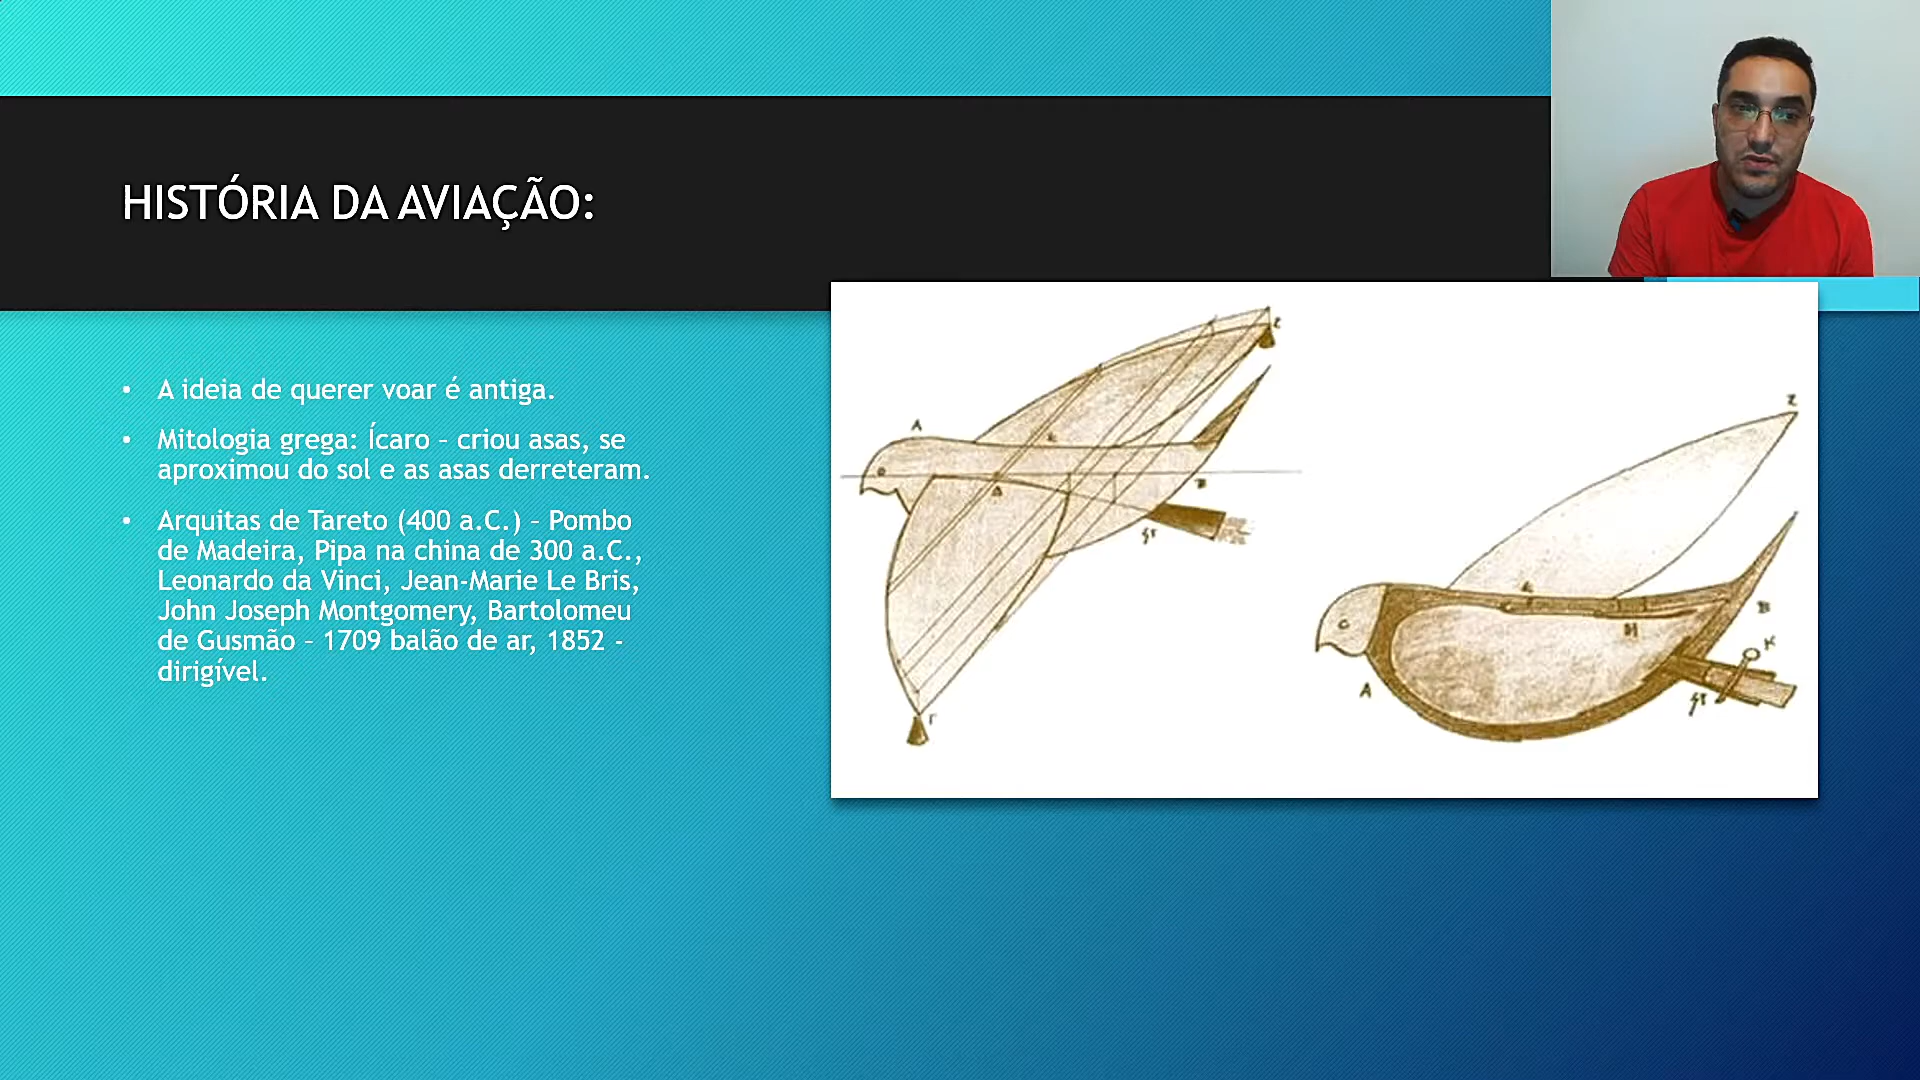 HISTÓRIA DA AVIAÇÃO:
• A ideia de querer voar é antiga.
• Mitologia grega: Ícaro – criou asas, se
aproximou do sol e as asas derreteram.
• Arquitas de Tareto (400 a.C.) – Pombo
de Madeira, Pipa na china de 300 a.C.,
Leonardo da Vinci, Jean-Marie Le Bris,
John Joseph Montgomery, Bartolomeu
de Gusmão – 1709 balão de ar, 1852 -
dirigível.
A
B
Γ
Z
B
A